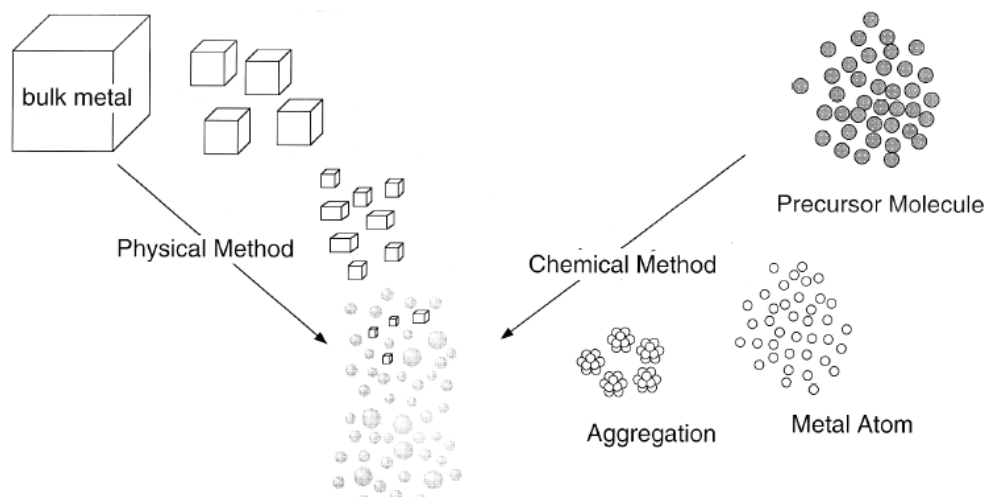 bulk metal
Precursor Molecule
Physical Method
Chemical Method
Aggregation
Metal Atom